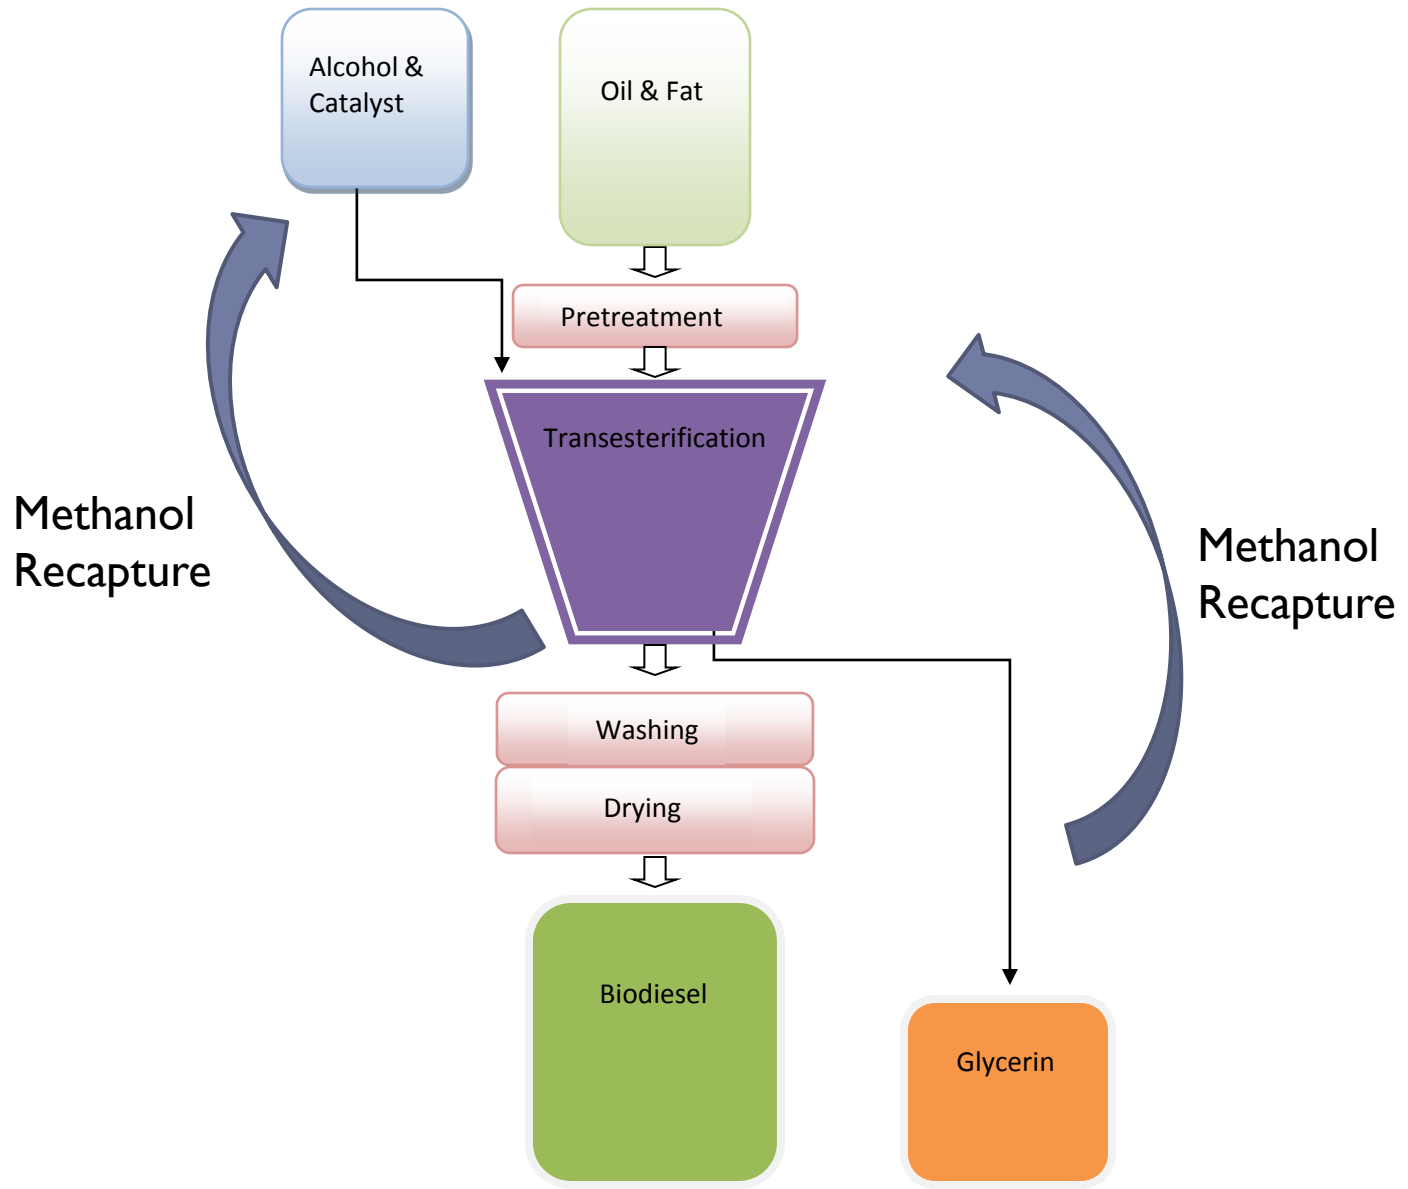 Alcohol &
Catalyst
Oil & Fat
Pretreatment
Transesterification
Methanol
Recapture
Methanol
Recapture
Washing
Drying
Biodiesel
Glycerin